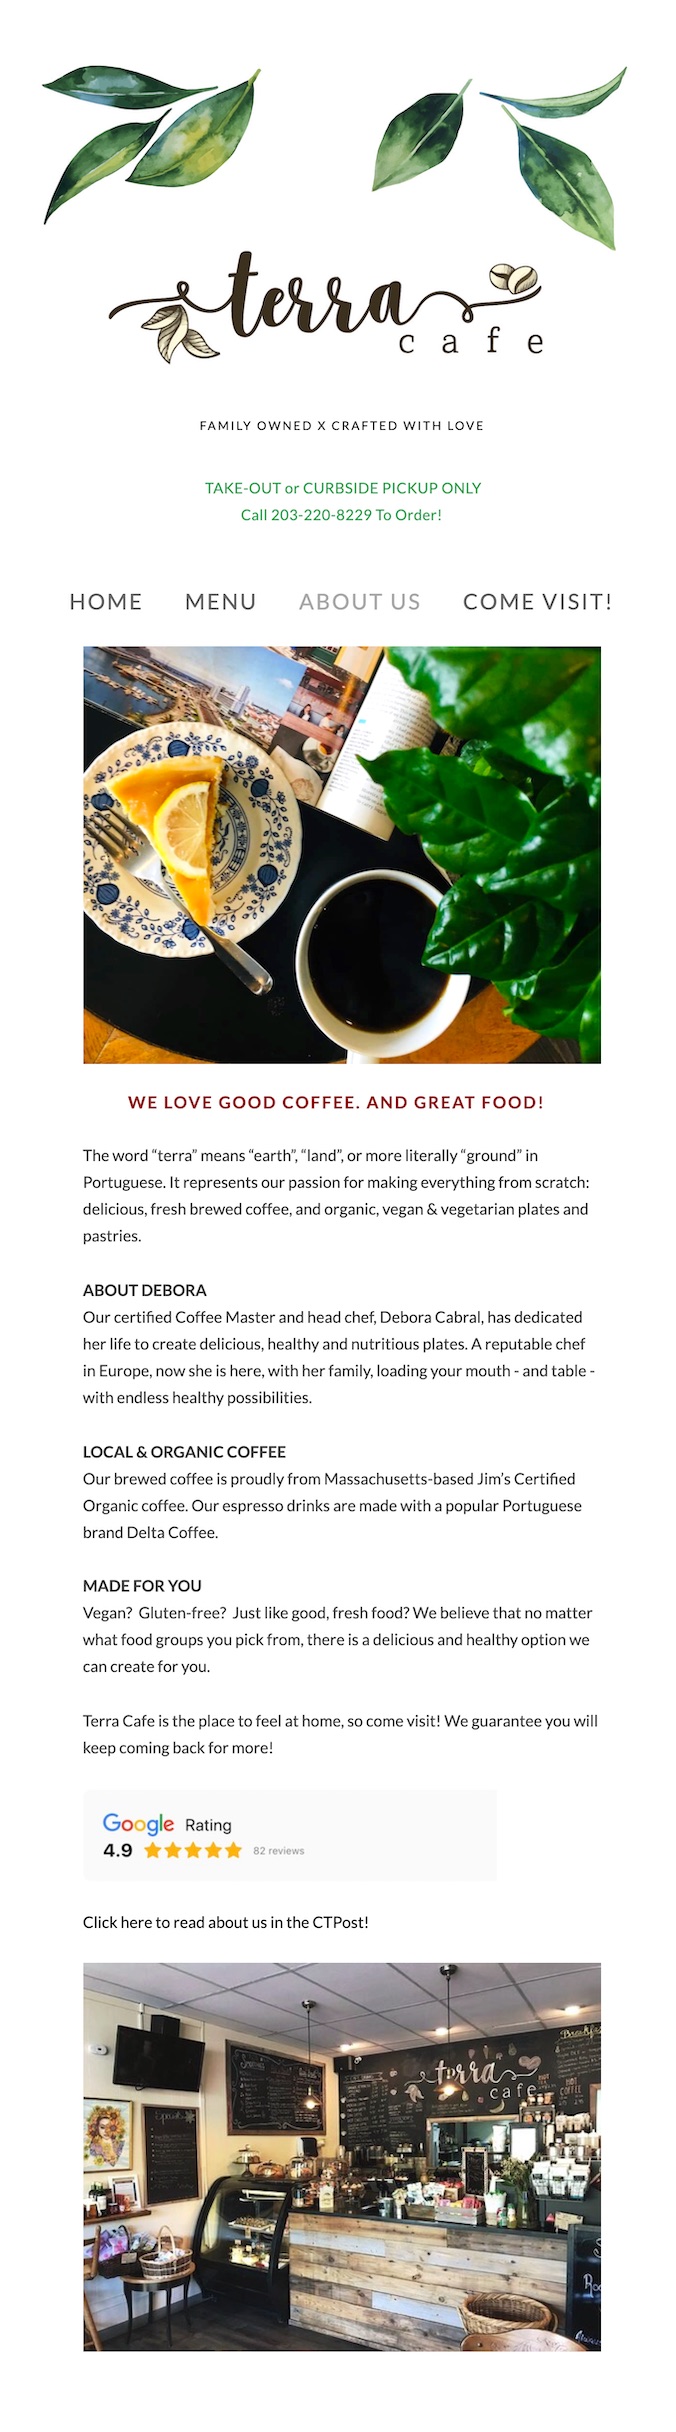 terra
cafe
FAMILY OWNED X CRAFTED WITH LOVE
TAKE-OUT or CURBSIDE PICKUP ONLY
Call 203-220-8229 To Order!
HOME MENU ABOUT US COME VISIT!
WE LOVE GOOD COFFEE. AND GREAT FOOD!
The word “terra” means “earth”, “land”, or more literally “ground” in
Portuguese. It represents our passion for making everything from scratch:
delicious, fresh brewed coffee, and organic, vegan & vegetarian plates and
pastries.
ABOUT DEBORA
Our certified Coffee Master and head chef, Debora Cabral, has dedicated
her life to create delicious, healthy and nutritious plates. A reputable chef
in Europe, now she is here, with her family, loading your mouth - and table -
with endless healthy possibilities.
LOCAL & ORGANIC COFFEE
Our brewed coffee is proudly from Massachusetts-based Jim’s Certified
Organic coffee. Our espresso drinks are made with a popular Portuguese
brand Delta Coffee.
MADE FOR YOU
Vegan?  Gluten-free?  Just like good, fresh food? We believe that no matter
what food groups you pick from, there is a delicious and healthy option we
can create for you.
Terra Cafe is the place to feel at home, so come visit! We guarantee you will
keep coming back for more!
Google Rating
4.9 82 reviews
Click here to read about us in the CTPost!
terra
cafe
COFFEE